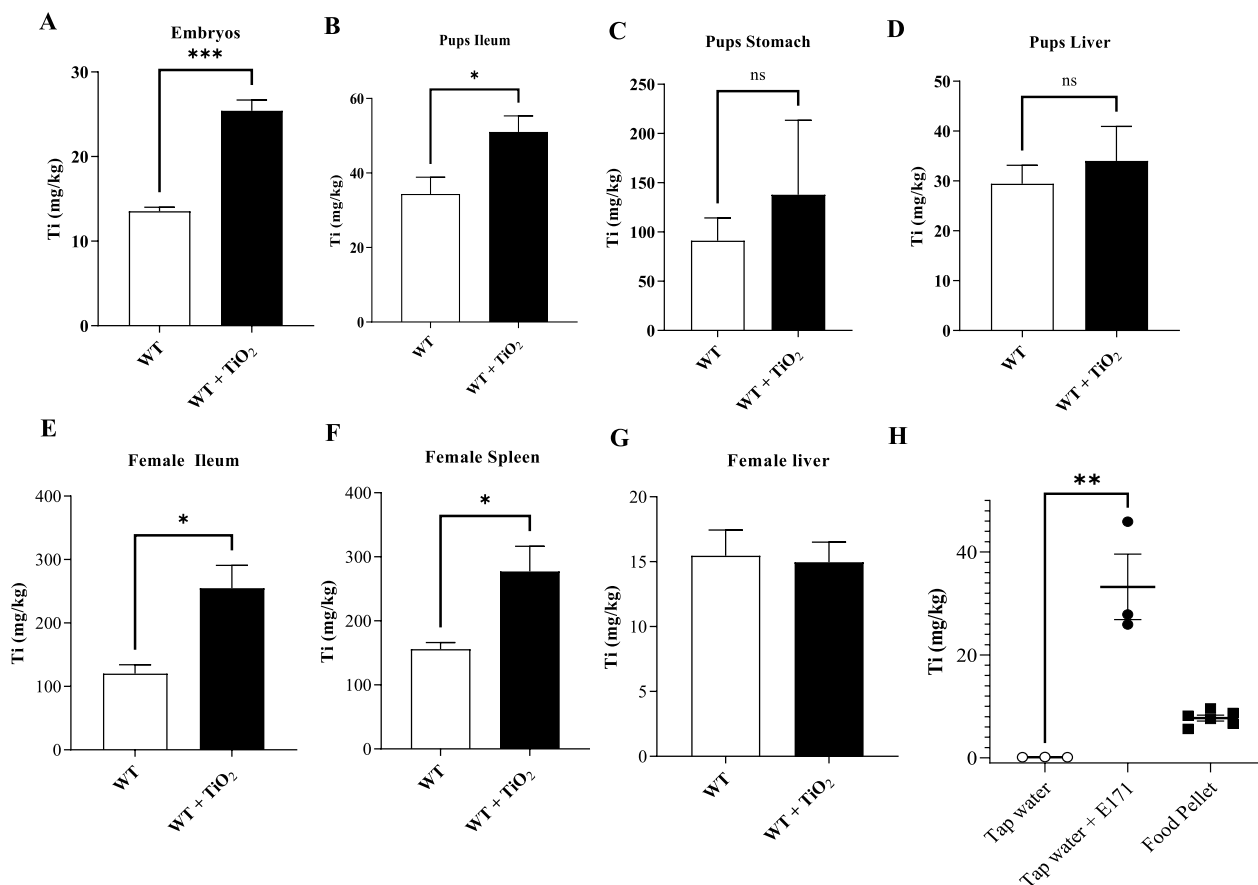 A
Embryos
***
Ti (mg/kg)
30
20
10
0
WT
WT + TiO₂
B
Pups Ileum
*
Ti (mg/kg)
60
40
20
0
WT
WT + TiO₂
C
Pups Stomach
ns
Ti (mg/kg)
250
200
150
100
50
0
WT
WT + TiO₂
D
Pups Liver
ns
Ti (mg/kg)
50
40
30
20
10
0
WT
WT + TiO₂
E
Female Ileum
*
Ti (mg/kg)
400
300
200
100
0
WT
WT + TiO₂
F
Female Spleen
*
Ti (mg/kg)
400
300
200
100
0
WT
WT + TiO₂
G
Female liver
Ti (mg/kg)
20
15
10
5
0
WT
WT + TiO₂
H
**
Ti (mg/kg)
40
20
0
Tap water
Tap water + E171
Food Pellet